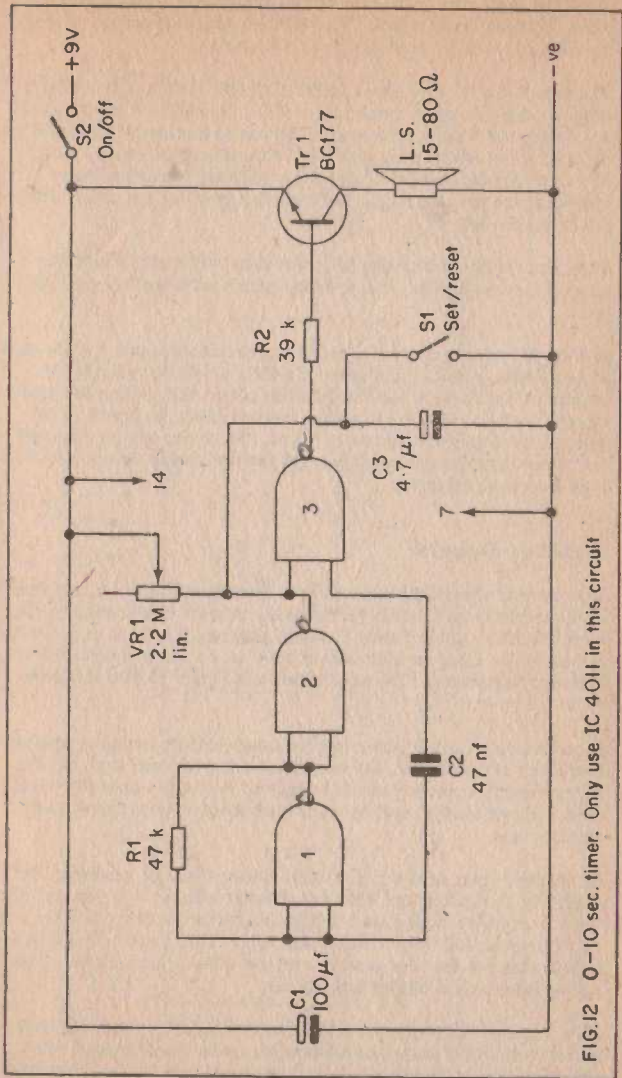 S2
On/off
+9V
Tr 1
BC177
L.S.
15-80 Ω
-ve
R2
39 k
S1
Set/reset
C3
4·7 µf
14
7
VR1
2·2 M
lin.
3
2
1
R1
47 k
C2
47 nf
C1
100 µf
FIG.12 0-10 sec. timer. Only use IC 4011 in this circuit